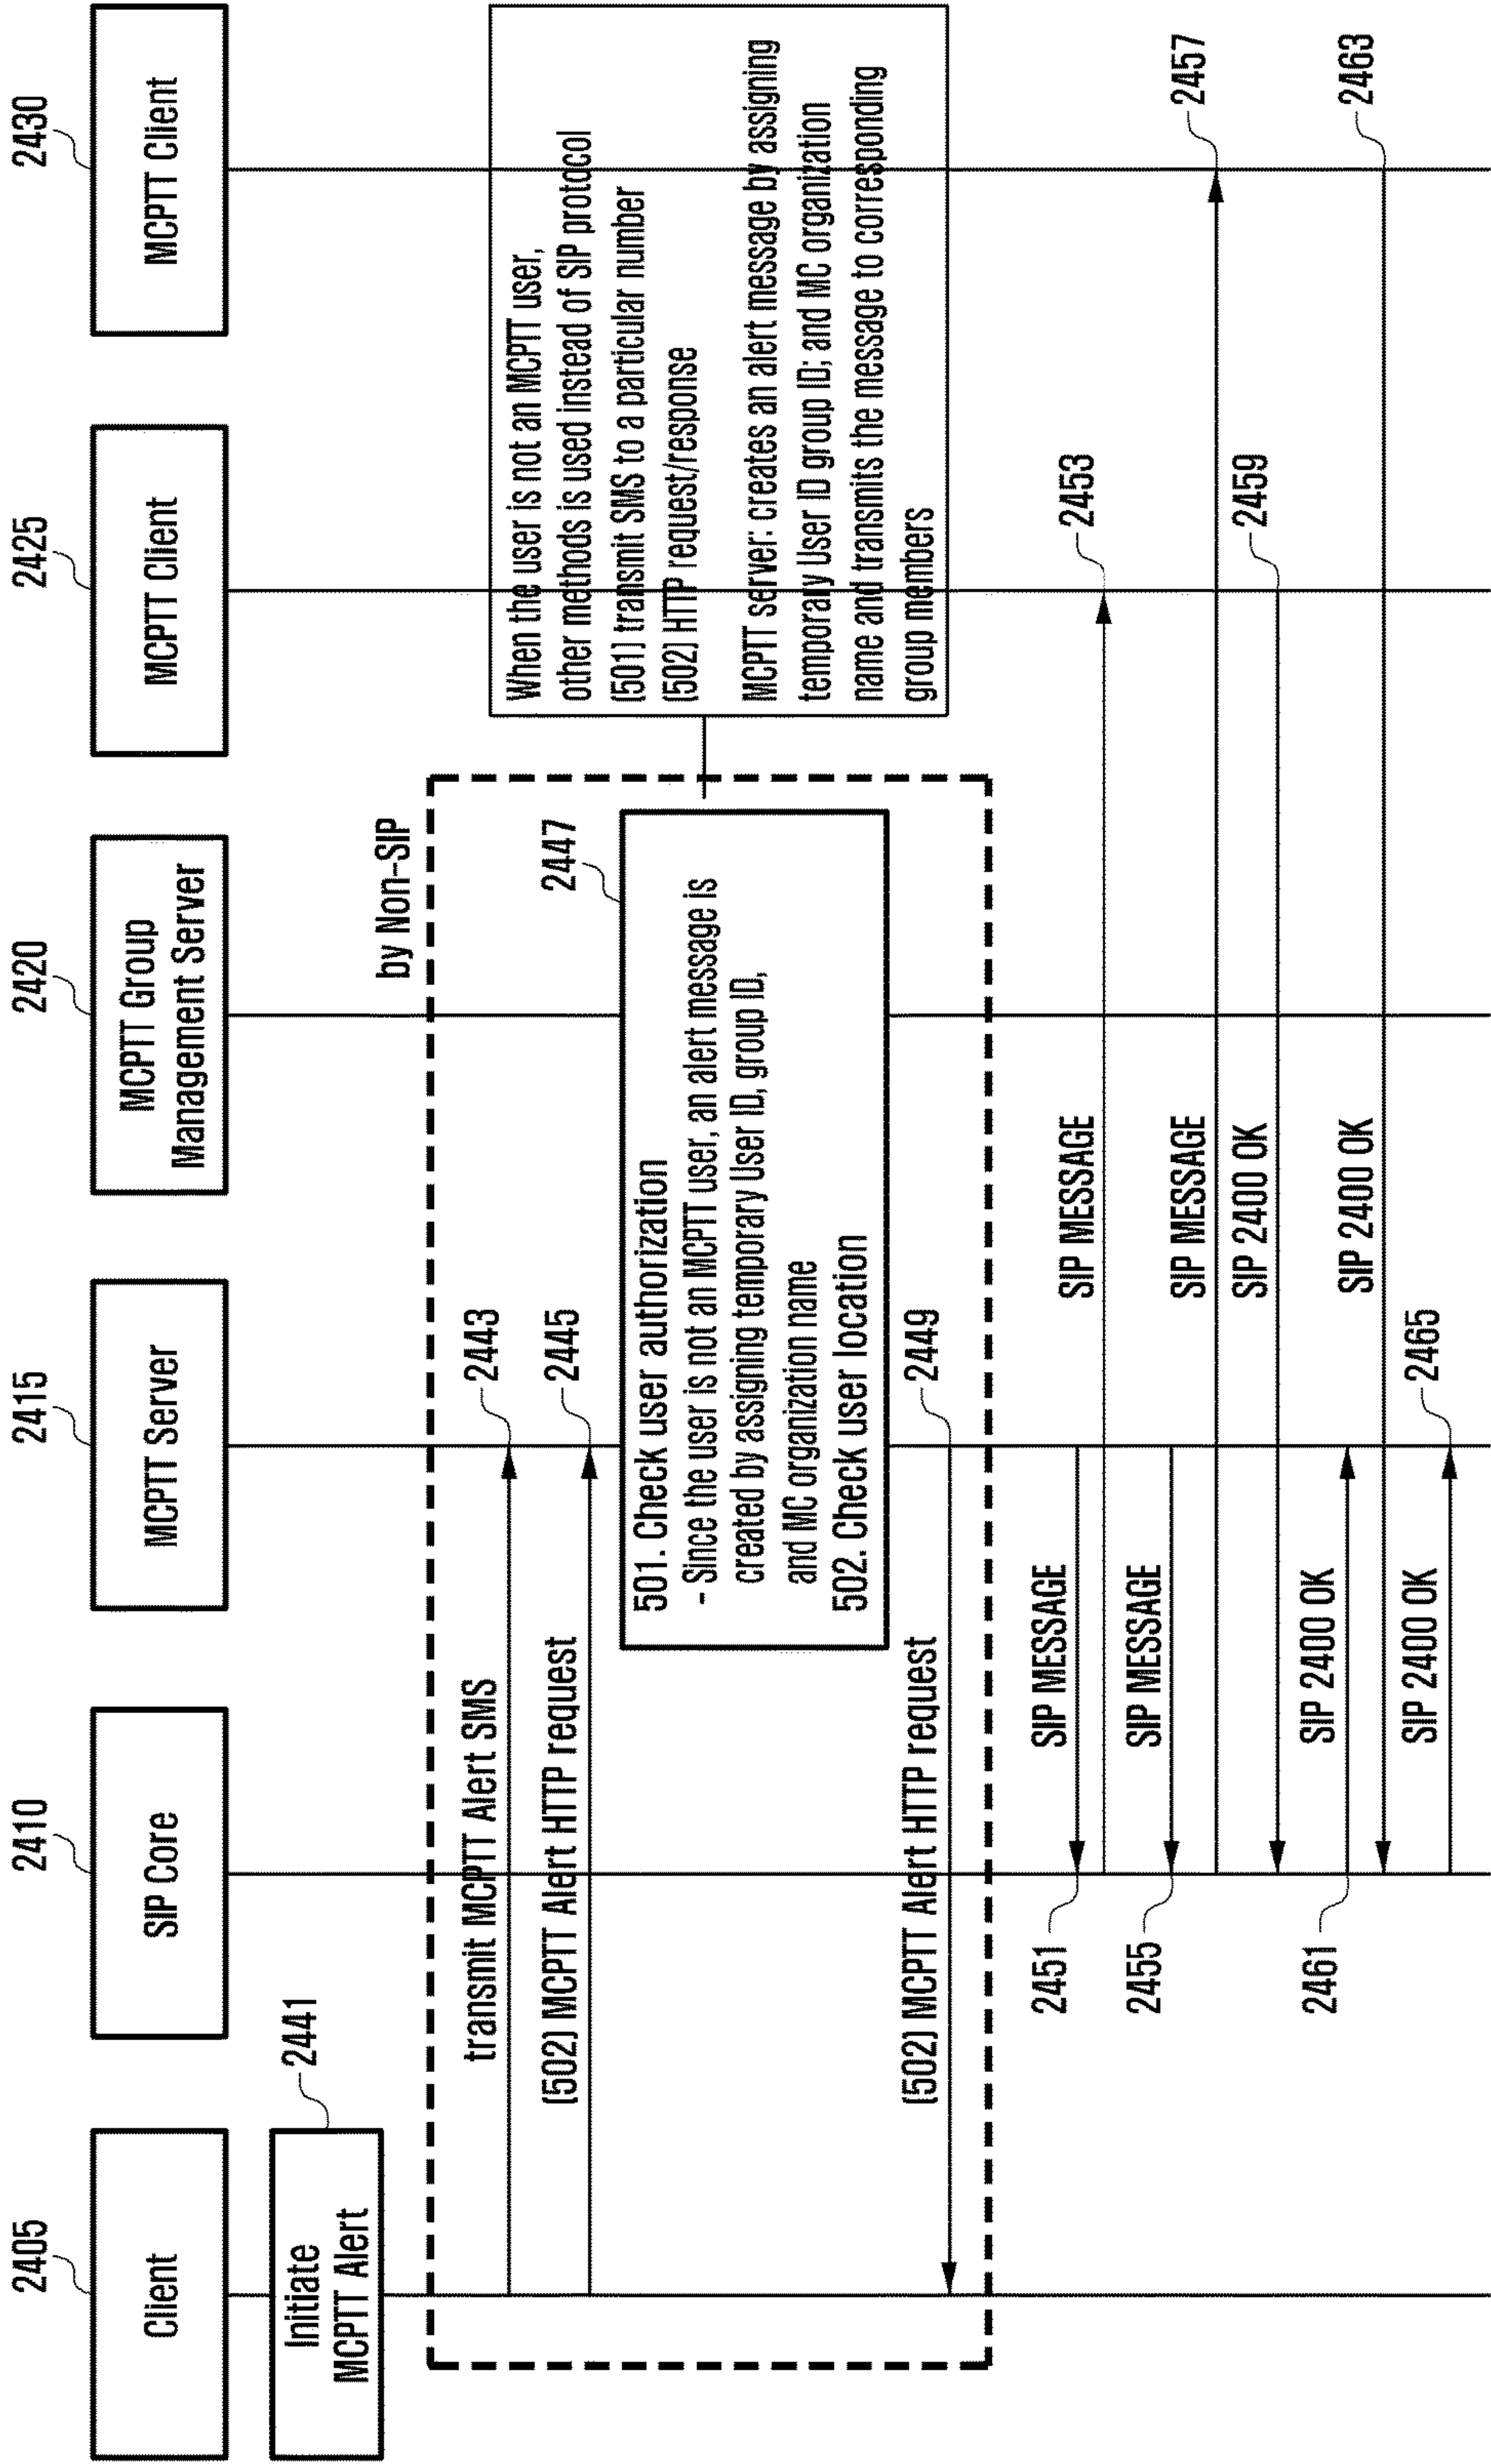 2405
2410
2415
2420
2425
2430
Client
SIP Core
MCPTT Server
MCPTT Group
Management Server
MCPTT Client
MCPTT Client
Initiate
MCPTT Alert
2441
by Non-SIP
transmit MCPTT Alert SMS
2443
(502) MCPTT Alert HTTP request
2445
2447
501. Check user authorization
- Since the user is not an MCPTT user, an alert message is
created by assigning temporary User ID, group ID,
and MC organization name
502. Check user location
When the user is not an MCPTT user,
other methods is used instead of SIP protocol
(501) transmit SMS to a particular number
(502) HTTP request/response
MCPTT server: creates an alert message by assigning
temporary User ID group ID; and MC organization
name and transmits the message to corresponding
group members
(502) MCPTT Alert HTTP request
2449
2451
SIP MESSAGE
SIP MESSAGE
2453
2455
SIP MESSAGE
SIP MESSAGE
2457
SIP 2400 OK
2459
2461
SIP 2400 OK
SIP 2400 OK
2463
SIP 2400 OK
2465